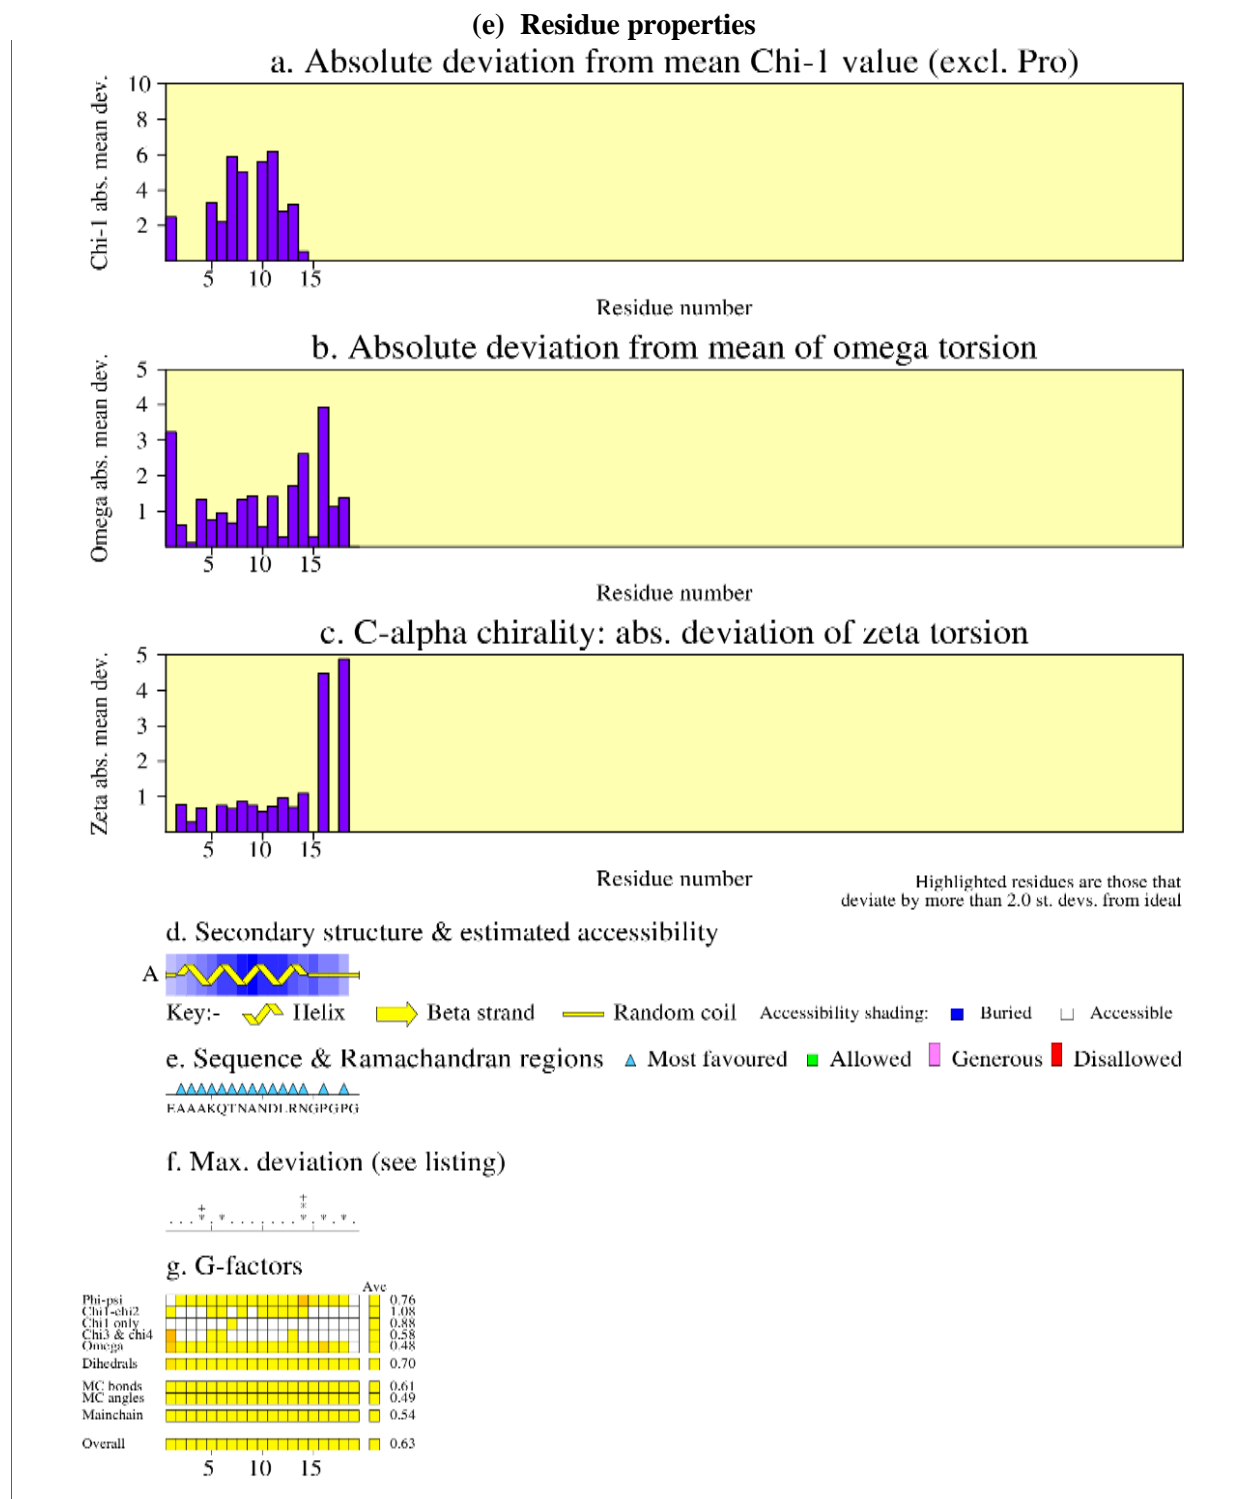 (e) Residue properties
a. Absolute deviation from mean Chi-1 value (excl. Pro)
Chi-1 abs. mean dev.
10
8
6
4
2
5 10 15
Residue number
b. Absolute deviation from mean of omega torsion
Omega abs. mean dev.
5
4
3
2
1
5 10 15
Residue number
c. C-alpha chirality: abs. deviation of zeta torsion
Zeta abs. mean dev.
5
4
3
2
1
5 10 15
Residue number
Highlighted residues are those that
deviate by more than 2.0 st. devs. from ideal
d. Secondary structure & estimated accessibility
A
Key:- Helix Beta strand Random coil Accessibility shading: Buried Accessible
e. Sequence & Ramachandran regions Most favoured Allowed Generous Disallowed
EAAAKQTNANDLRNGPGPG
f. Max. deviation (see listing)
+
+ *
. . . * . * . . . . . . . * . * . * .
g. G-factors
Ave
Phi-psi 0.76
Chi1-chi2 1.08
Chi1 only 0.88
Chi3 & chi4 0.58
Omega 0.48
Dihedrals 0.70
MC bonds 0.61
MC angles 0.49
Mainchain 0.54
Overall 0.63
5 10 15